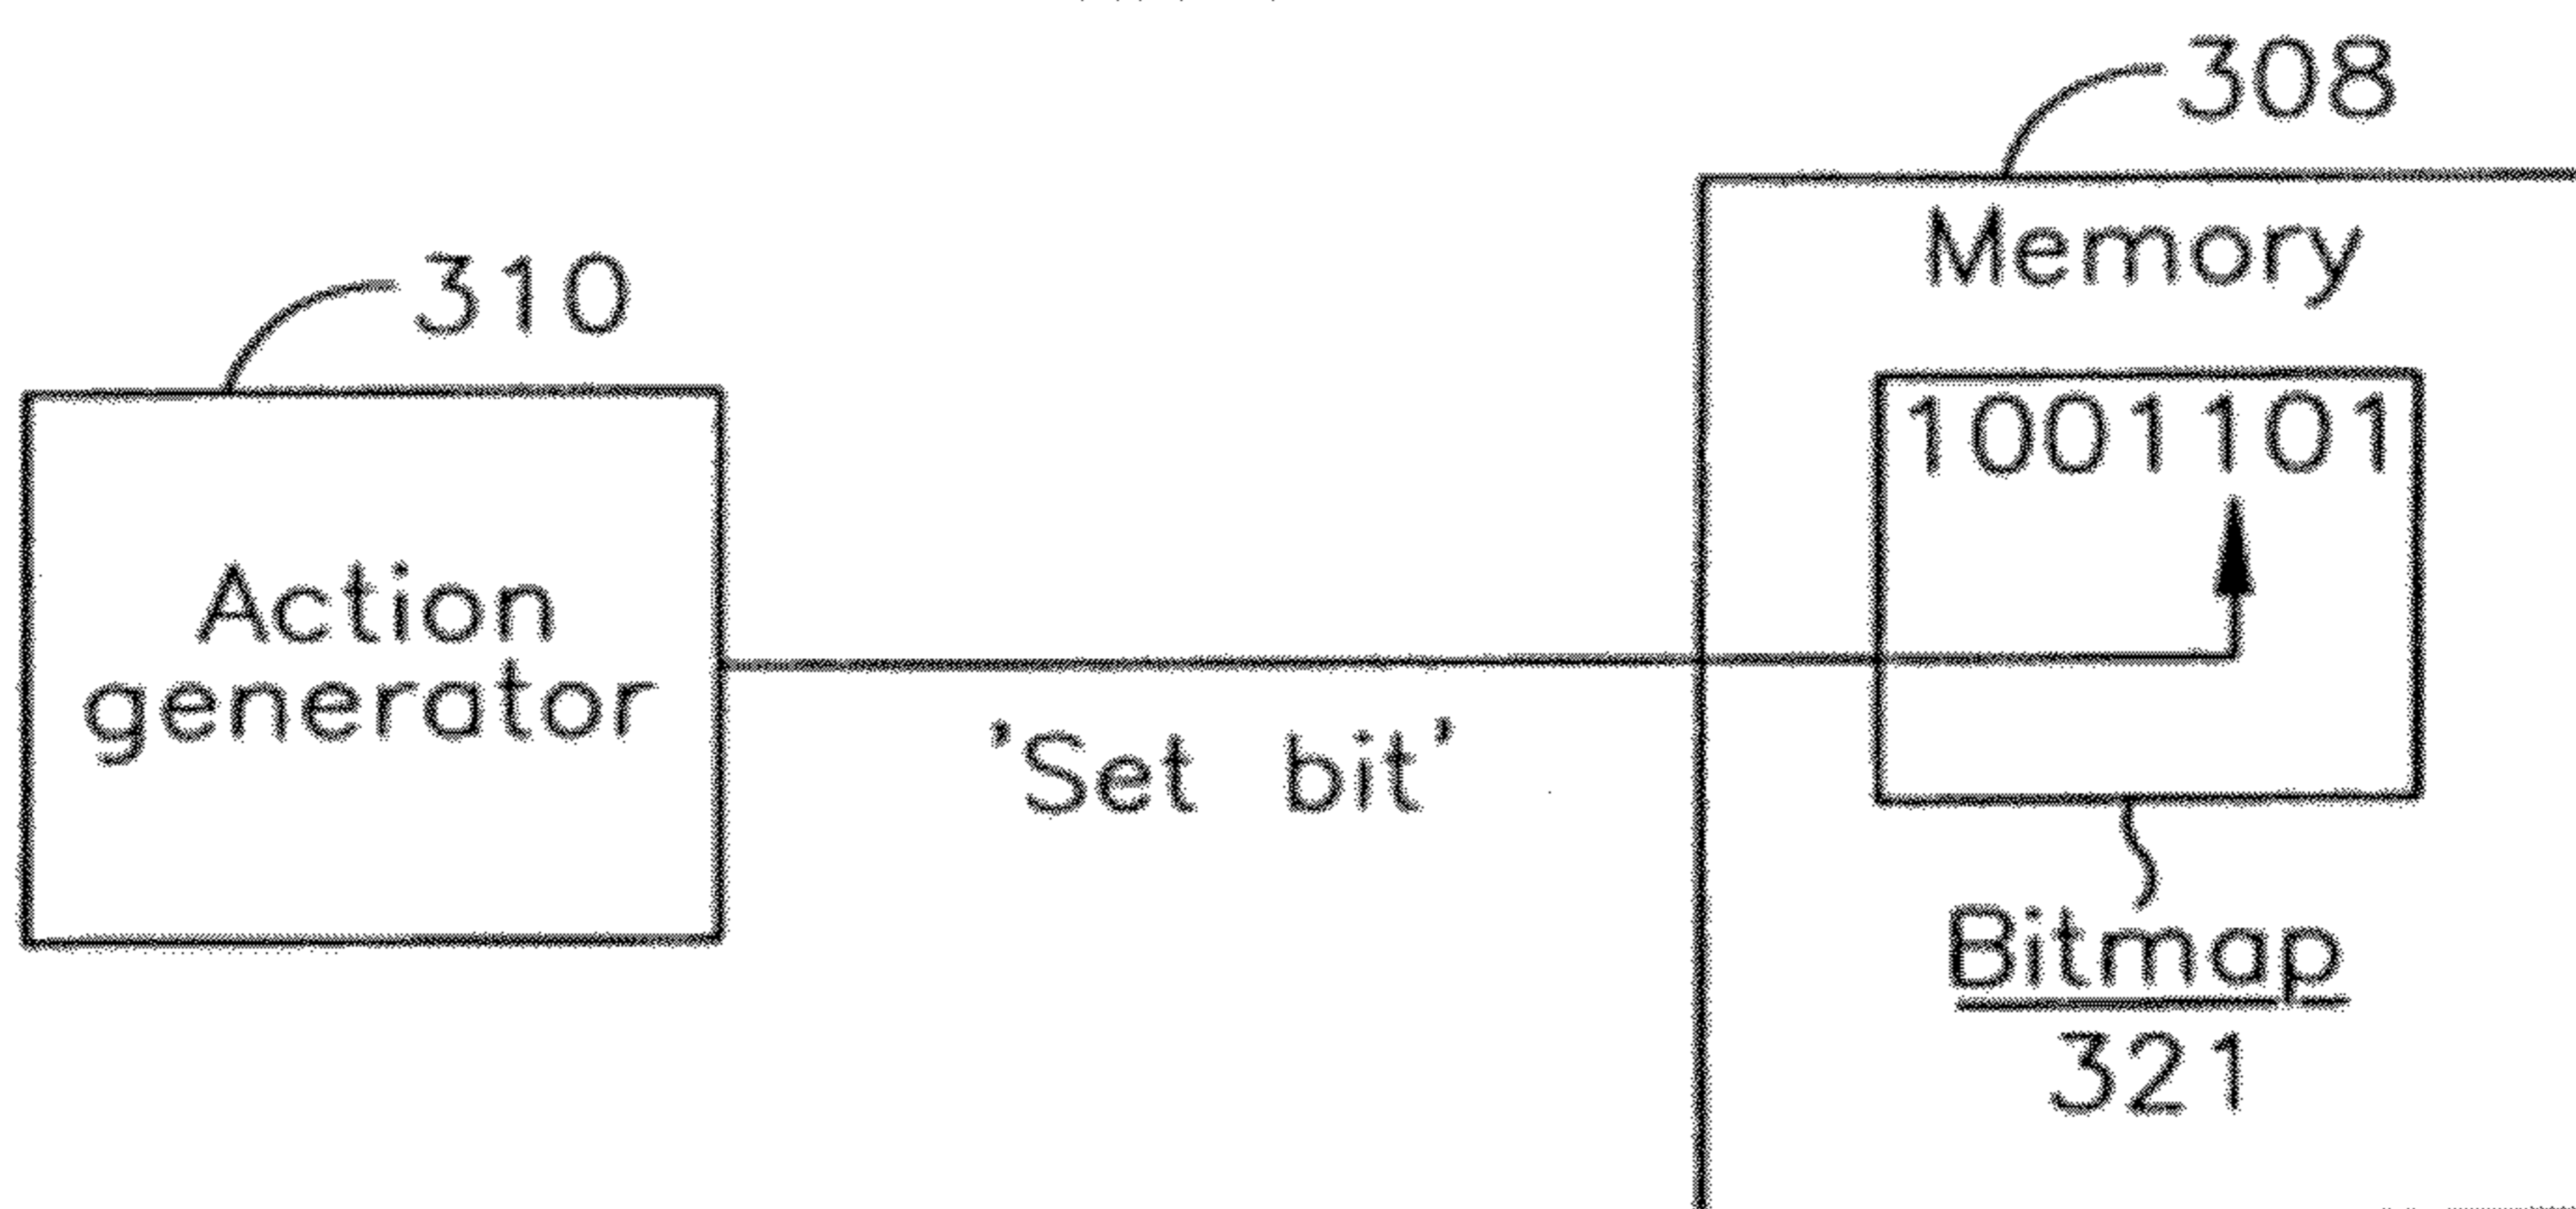 308
Memory
310
1001101
Action
generator
'Set bit'
Bitmap
321